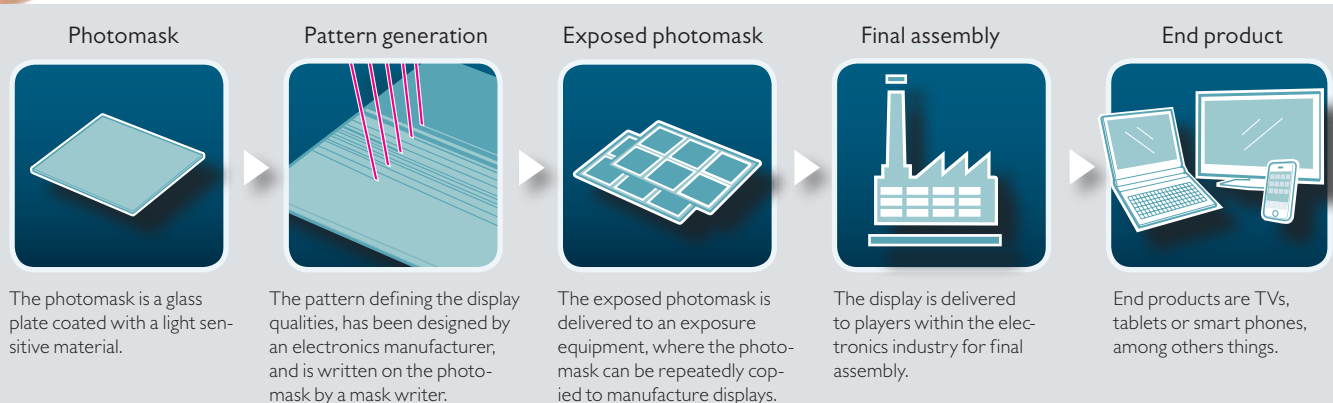 Photomask
Pattern generation
Exposed photomask
Final assembly
End product
The photomask is a glass
plate coated with a light sen-
sitive material.
The pattern defining the display
qualities, has been designed by
an electronics manufacturer,
and is written on the photo-
mask by a mask writer.
The exposed photomask is
delivered to an exposure
equipment, where the photo-
mask can be repeatedly cop-
ied to manufacture displays.
The display is delivered
to players within the elec-
tronics industry for final
assembly.
End products are TVs,
tablets or smart phones,
among others things.